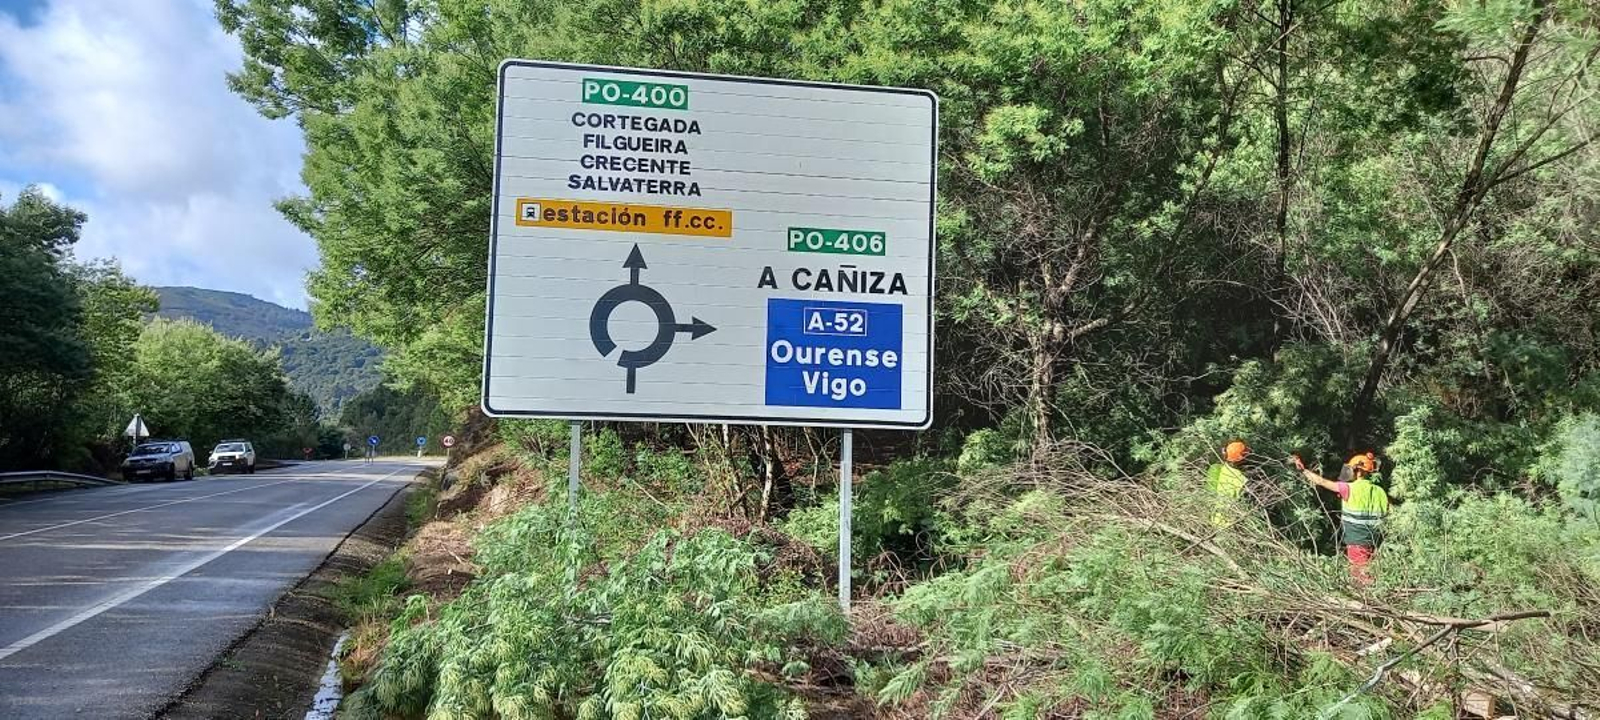 PO-400
CORTEGADA
FILGUEIRA
CRECENTE
SALVATERRA
estación ff.cc.
PO-406
A CAÑIZA
A-52
Ourense
Vigo